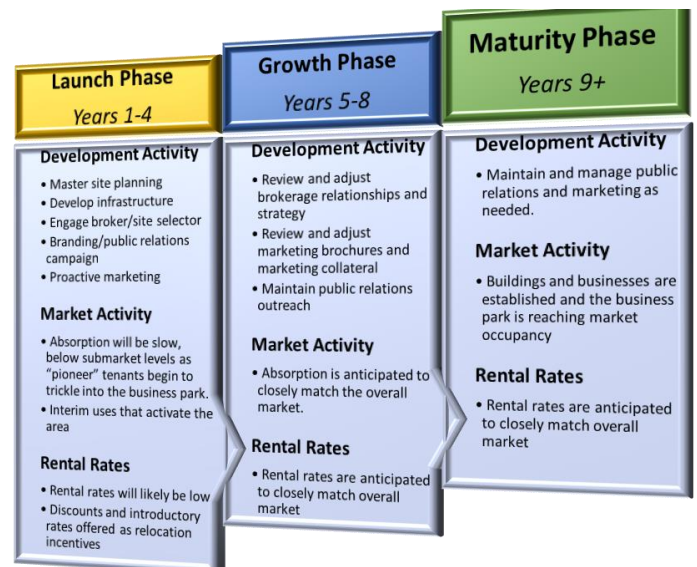 Launch Phase
Years 1-4
Development Activity
• Master site planning
• Develop infrastructure
• Engage broker/site selector
• Branding/public relations
campaign
• Proactive marketing
Market Activity
• Absorption will be slow,
below submarket levels as
“pioneer” tenants begin to
trickle into the business park.
• Interim uses that activate the
area
Rental Rates
• Rental rates will likely be low
• Discounts and introductory
rates offered as relocation
incentives
Growth Phase
Years 5-8
Development Activity
• Review and adjust
brokerage relationships and
strategy
• Review and adjust
marketing brochures and
marketing collateral
• Maintain public relations
outreach
Market Activity
• Absorption is anticipated to
closely match the overall
market.
Rental Rates
• Rental rates are anticipated
to closely match overall
market
Maturity Phase
Years 9+
Development Activity
• Maintain and manage public
relations and marketing as
needed.
Market Activity
• Buildings and businesses are
established and the business
park is reaching market
occupancy
Rental Rates
• Rental rates are anticipated
to closely match overall
market